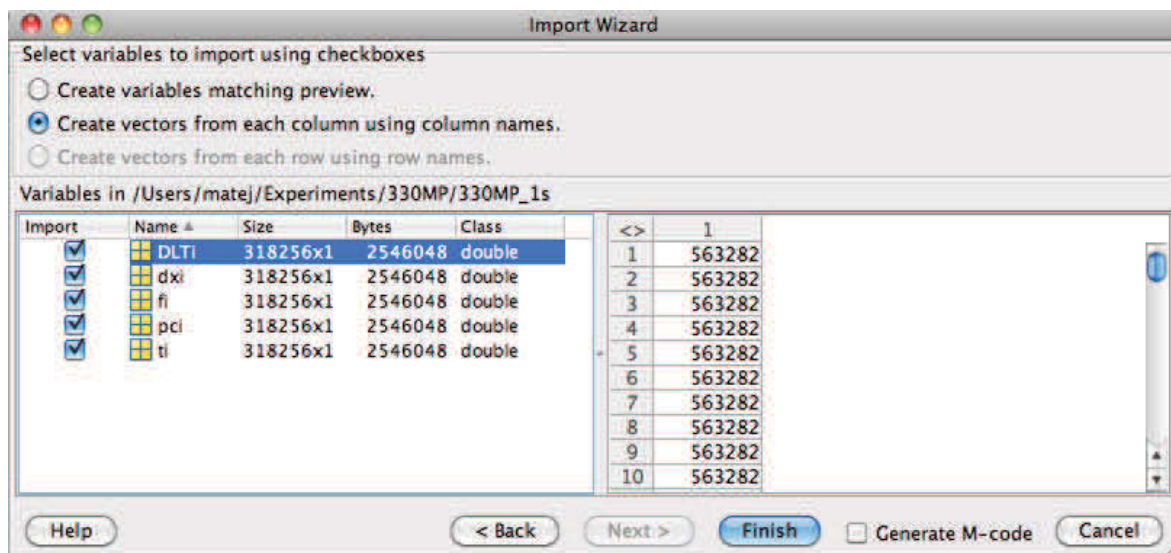 Import Wizard
Select variables to import using checkboxes
Create variables matching preview.
Create vectors from each column using column names.
Create vectors from each row using row names.
Variables in /Users/matej/Experiments/330MP/330MP_1s
Import Name Size Bytes Class
DLTi 318256x1 2546048 double
dxi 318256x1 2546048 double
fi 318256x1 2546048 double
pci 318256x1 2546048 double
ti 318256x1 2546048 double
<> 1
1 563282
2 563282
3 563282
4 563282
5 563282
6 563282
7 563282
8 563282
9 563282
10 563282
Help < Back Next > Finish Generate M-code Cancel